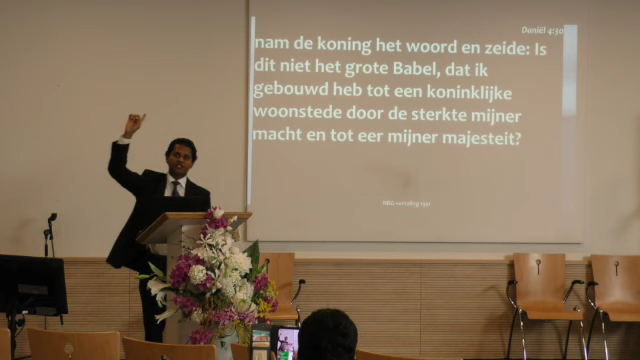 Daniël 4:30
nam de koning het woord en zeide: Is
dit niet het grote Babel, dat ik
gebouwd heb tot een koninklijke
woonstede door de sterkte mijner
macht en tot eer mijner majesteit?
NBG-vertaling 1951